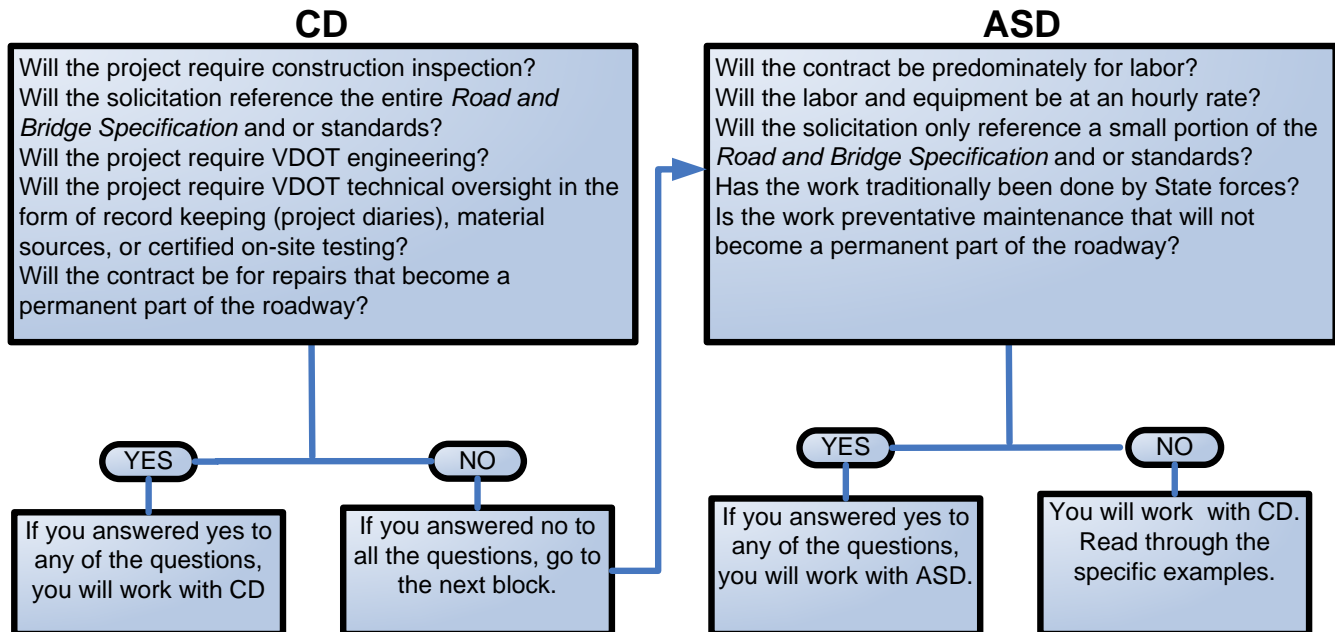 CD
Will the project require construction inspection?
Will the solicitation reference the entire Road and
Bridge Specification and or standards?
Will the project require VDOT engineering?
Will the project require VDOT technical oversight in the
form of record keeping (project diaries), material
sources, or certified on-site testing?
Will the contract be for repairs that become a
permanent part of the roadway?
YES
If you answered yes to
any of the questions,
you will work with CD
NO
If you answered no to
all the questions, go to
the next block.
ASD
Will the contract be predominately for labor?
Will the labor and equipment be at an hourly rate?
Will the solicitation only reference a small portion of the
Road and Bridge Specification and or standards?
Has the work traditionally been done by State forces?
Is the work preventative maintenance that will not
become a permanent part of the roadway?
YES
If you answered yes to
any of the questions,
you will work with ASD.
NO
You will work  with CD.
Read through the
specific examples.